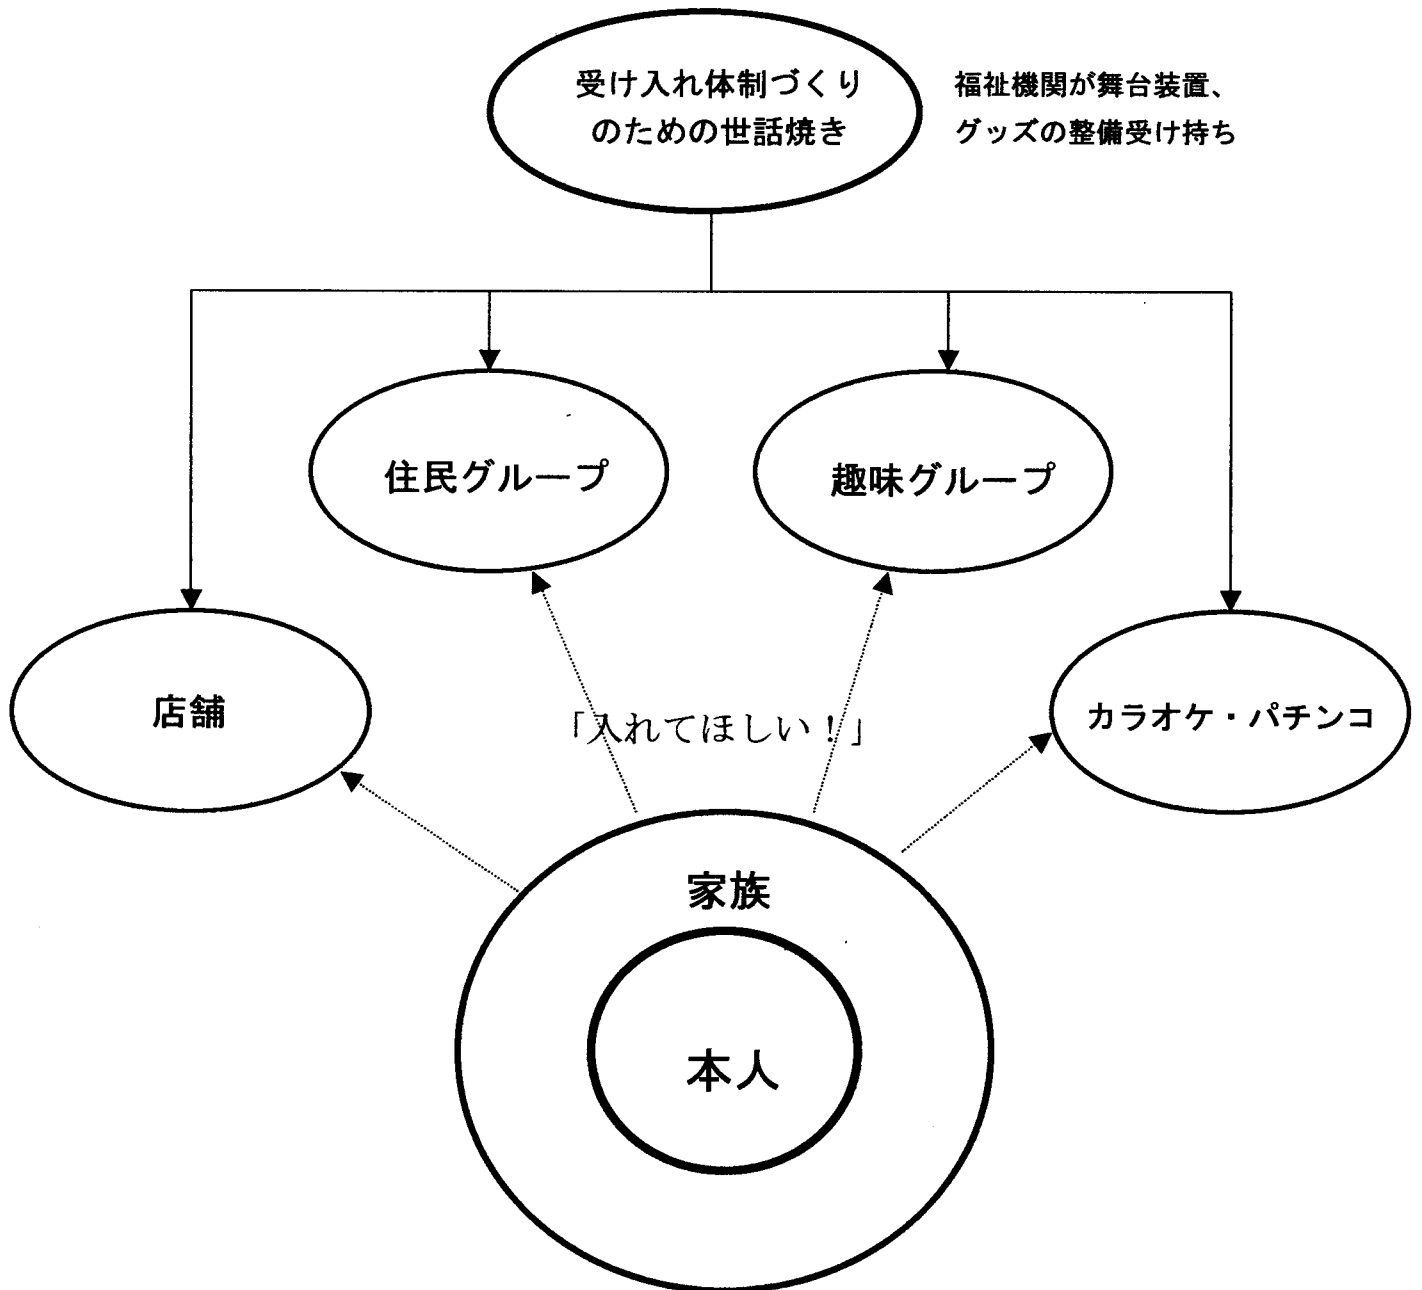 受け入れ体制づくり
のための世話焼き
福祉機関が舞台装置、
グッズの整備受け持ち
住民グループ
趣味グループ
店舗
「入れてほしい！」
カラオケ・パチンコ
家族
本人